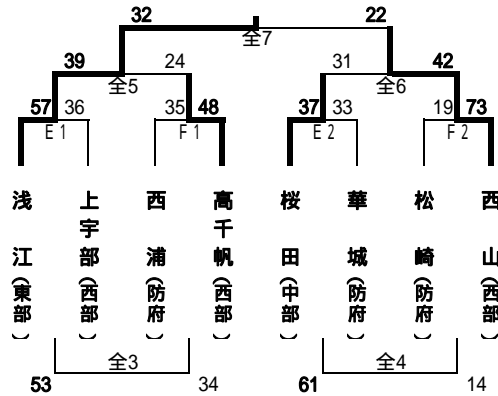 32 22
全7
39 24 31 42
全5 全6
57 36 35 48 37 33 19 73
E1 F1 E2 F2
浅江(東部)
上宇部(西部)
西浦(防府)
高千帆(西部)
桜田(中部)
華城(防府)
松崎(防府)
西山(西部)
全3 全4
53 34 61 14